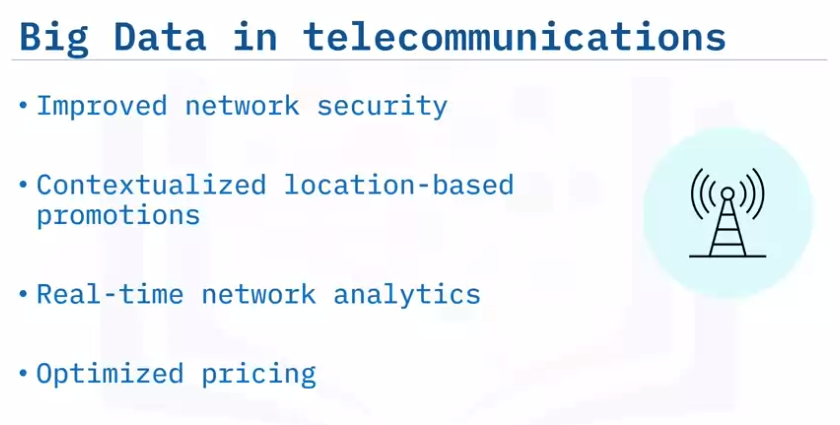 Big Data in telecommunications
• Improved network security
• Contextualized location-based
promotions
• Real-time network analytics
• Optimized pricing